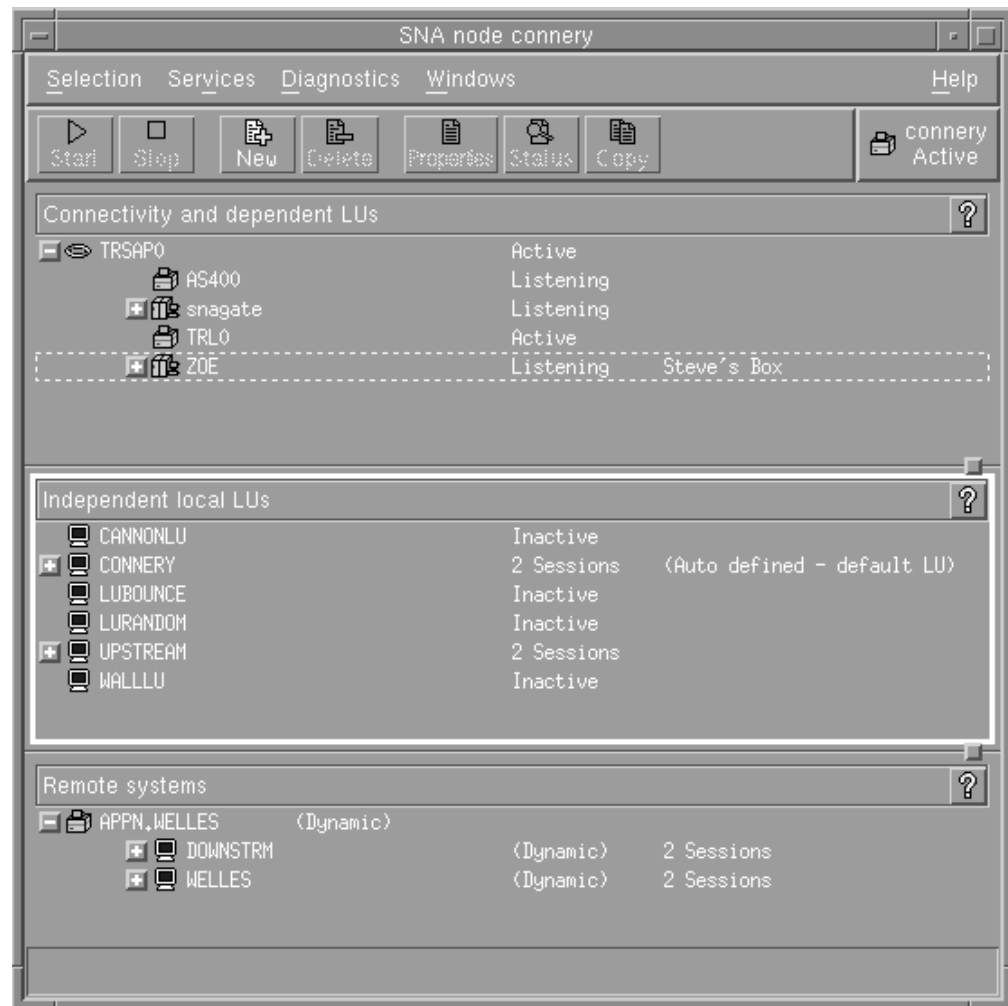 SNA node connery
Selection Services Diagnostics Windows Help
Start Stop New Delete Properties Status Copy connery Active
Connectivity and dependent LUs ?
TRSAP0 Active
AS400 Listening
snagate Listening
TRL0 Active
ZOE Listening Steve's Box
Independent local LUs ?
CANNONLU Inactive
CONNERY 2 Sessions (Auto defined - default LU)
LUBOUNCE Inactive
LURANDOM Inactive
UPSTREAM 2 Sessions
WALLLU Inactive
Remote systems ?
APPN.WELLES (Dynamic)
DOWNSTRM (Dynamic) 2 Sessions
WELLES (Dynamic) 2 Sessions